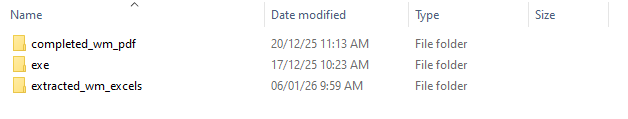 Name Date modified Type Size
completed_wm_pdf 20/12/25 11:13 AM File folder
exe 17/12/25 10:23 AM File folder
extracted_wm_excels 06/01/26 9:59 AM File folder